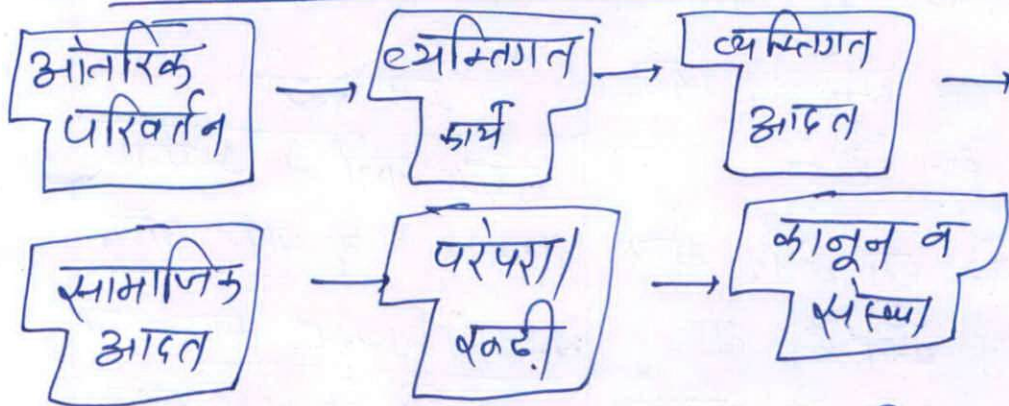 आंतरिक
परिवर्तन
व्यक्तिगत
कार्य
व्यक्तिगत
आदत
सामाजिक
आदत
परंपरा/
रूढ़ी
कानून व
संस्था